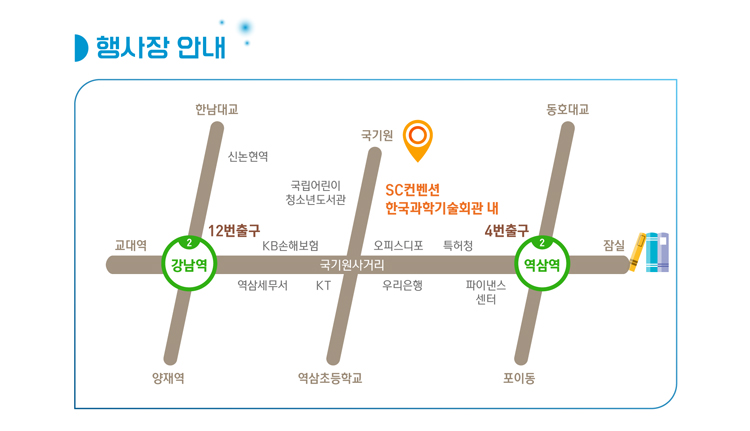 행사장 안내
한남대교
동호대교
국기원
신논현역
국립어린이
청소년도서관
SC컨벤션
한국과학기술회관 내
12번출구
4번출구
교대역
2
KB손해보험
오피스디포
특허청
2
잠실
강남역
국기원사거리
역삼역
역삼세무서
KT
우리은행
파이낸스
센터
양재역
역삼초등학교
포이동